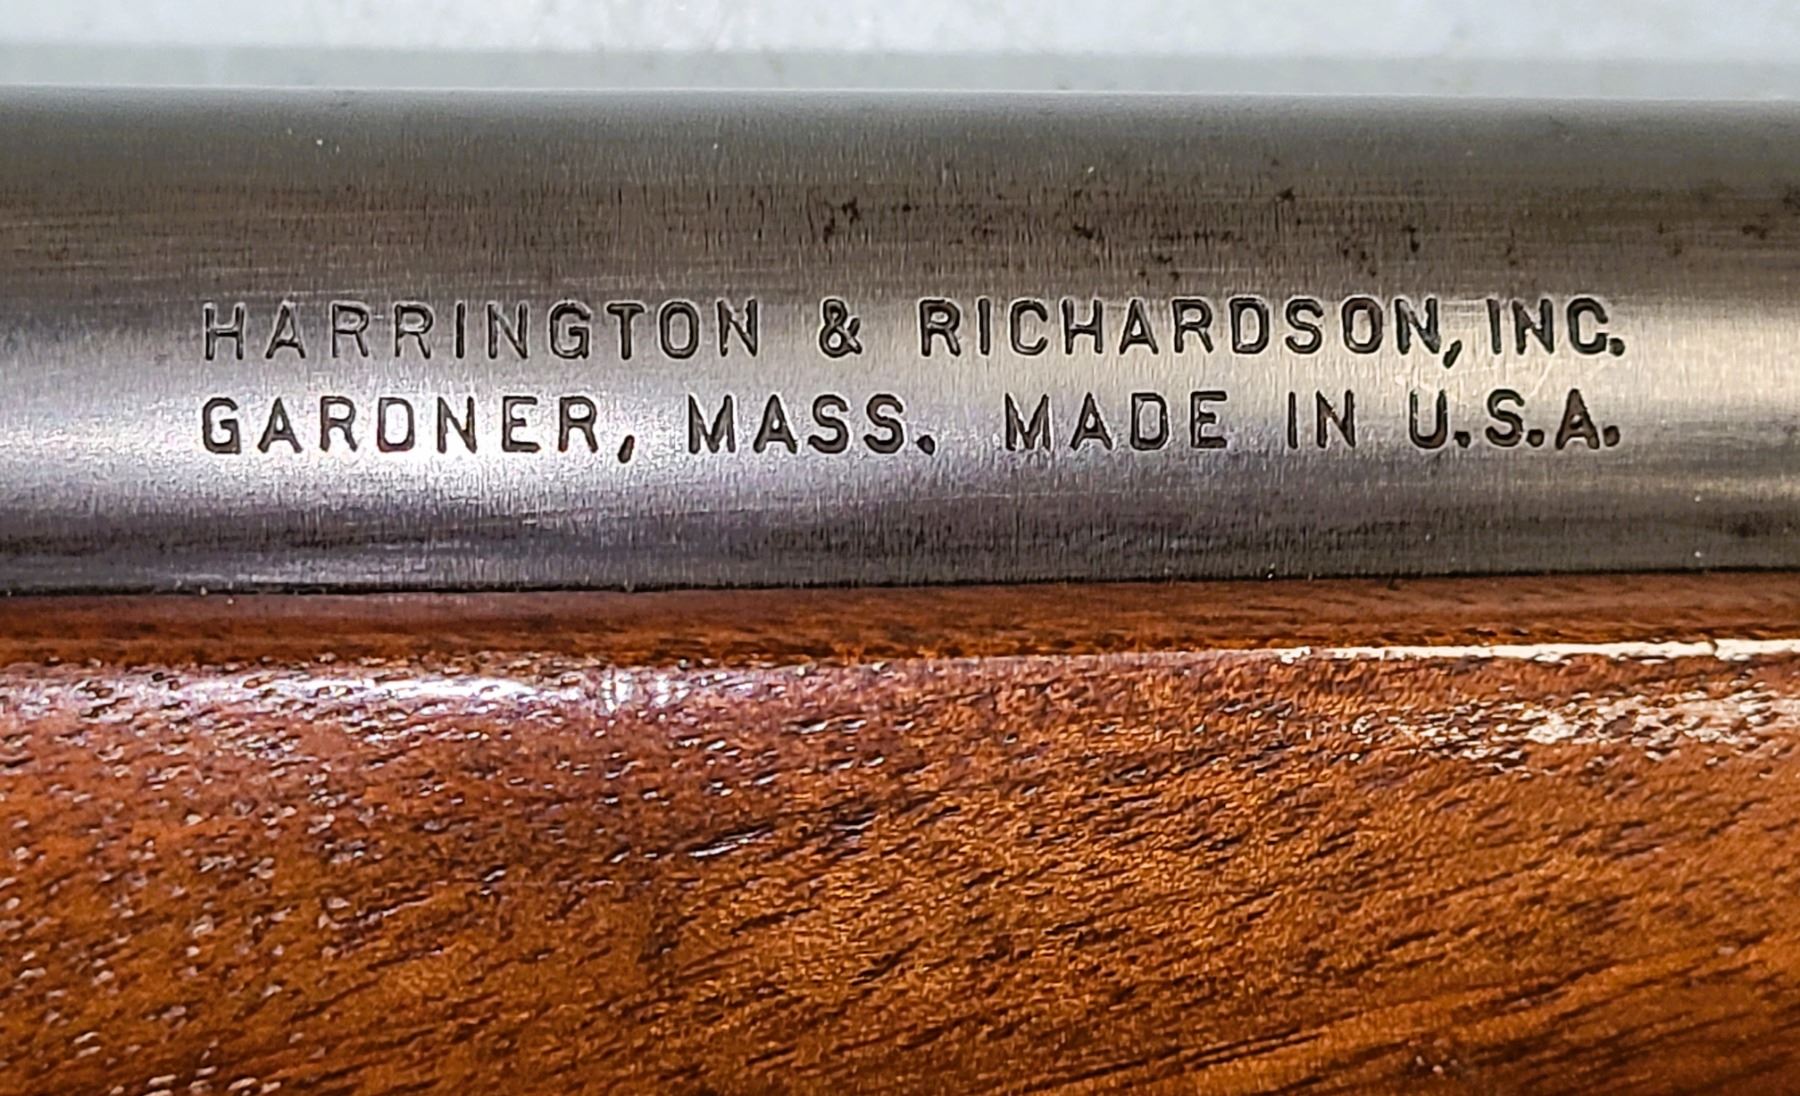 HARRINGTON & RICHARDSON, INC.
GARDNER, MASS. MADE IN U.S.A.